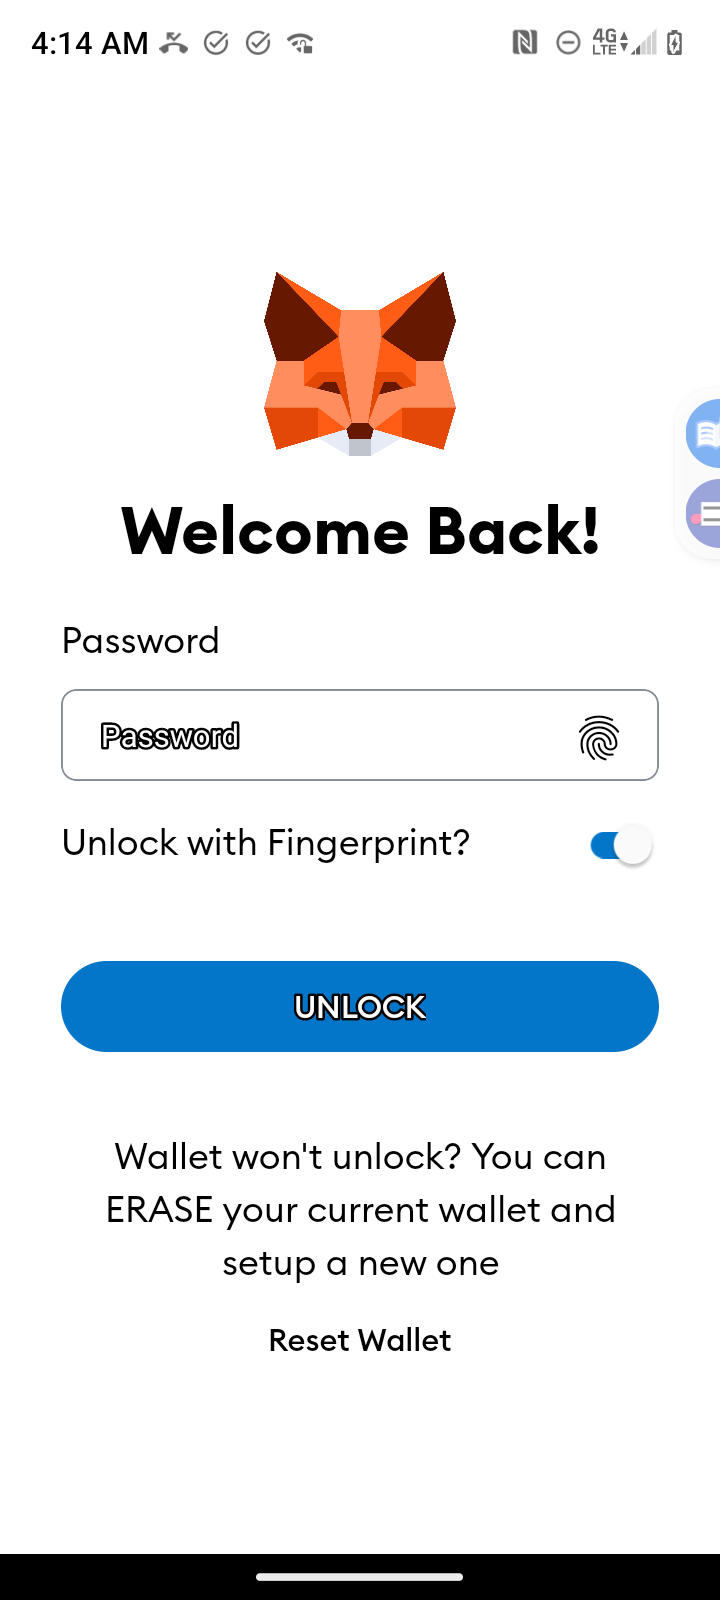 4:14 AM 4G LTE
Welcome Back!
Password
Password
Unlock with Fingerprint?
UNLOCK
Wallet won't unlock? You can
ERASE your current wallet and
setup a new one
Reset Wallet